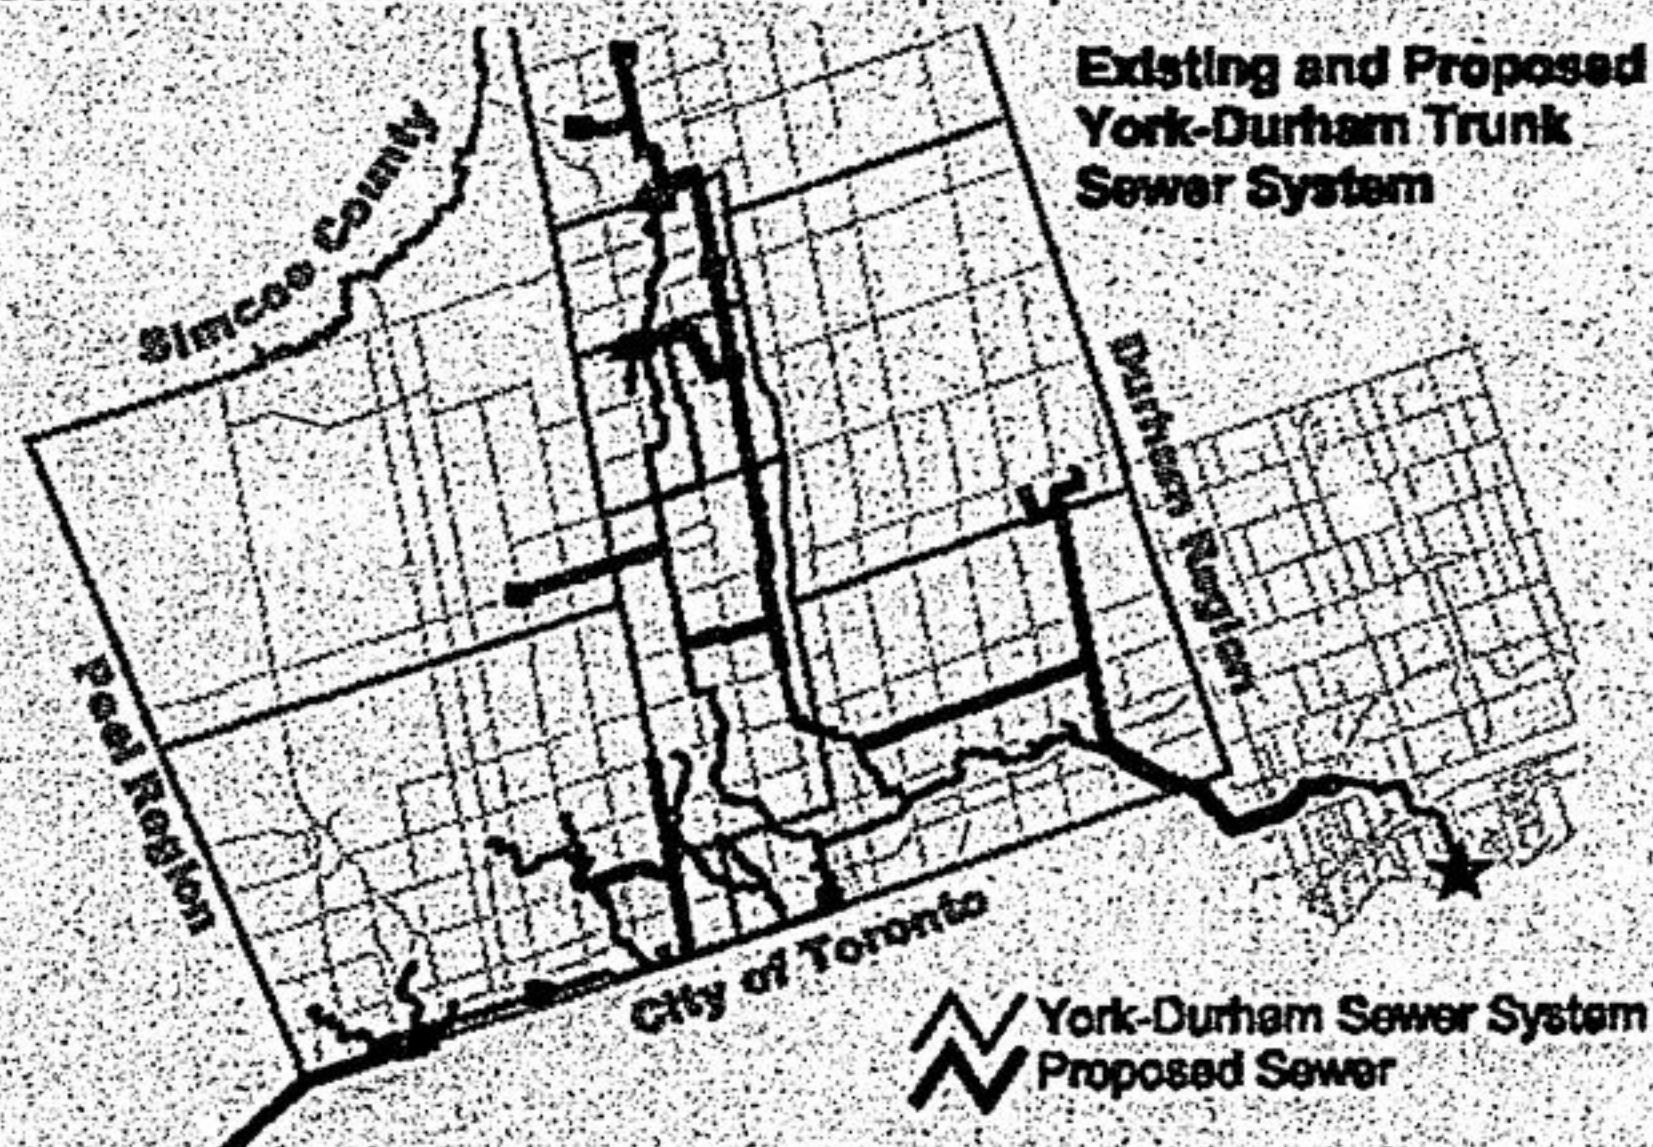 Existing and Proposed
York-Durham Trunk
Sewer System
Simcoe County
Durham Region
Peel Region
City of Toronto
York-Durham Sewer System
Proposed Sewer